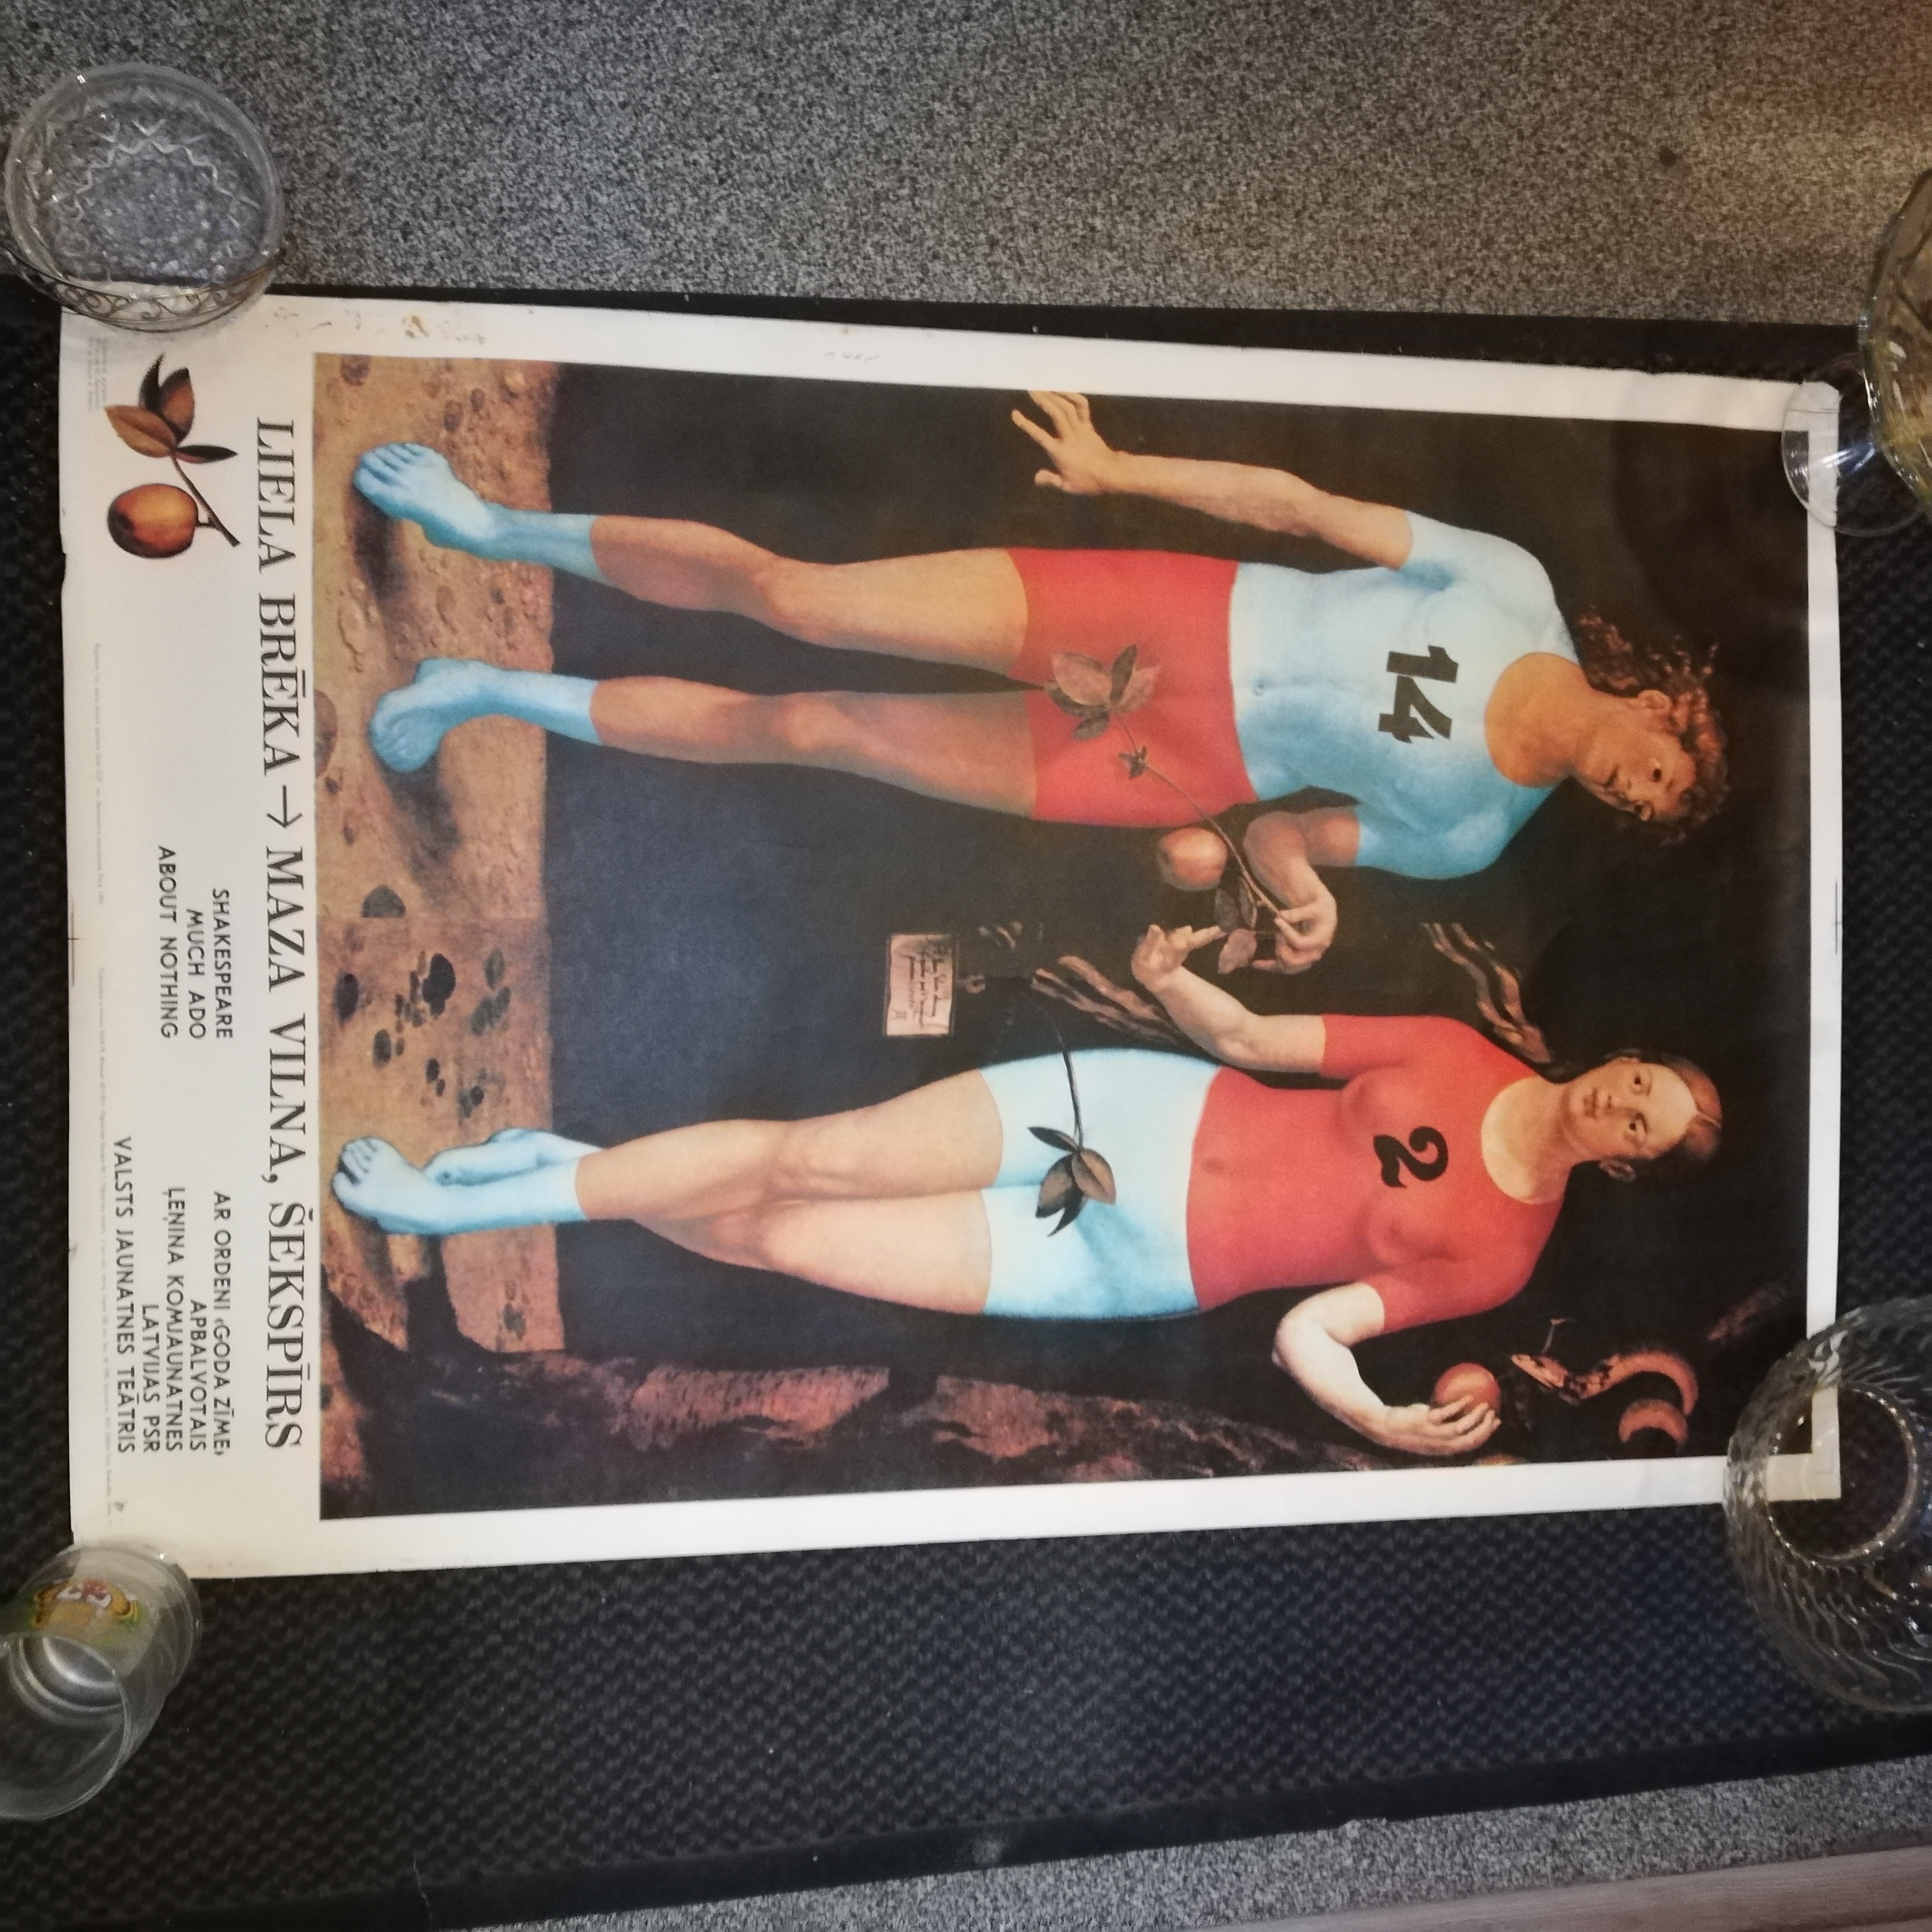 14
2
LIELA BRĒKA → MAZA VILNA, ŠEKSPĪRS
SHAKESPEARE
MUCH ADO
ABOUT NOTHING
AR ORDENI ‹GODA ZĪME›
APBALVOTAIS
ĻEŅINA KOMJAUNATNES
LATVIJAS PSR
VALSTS JAUNATNES TEĀTRIS